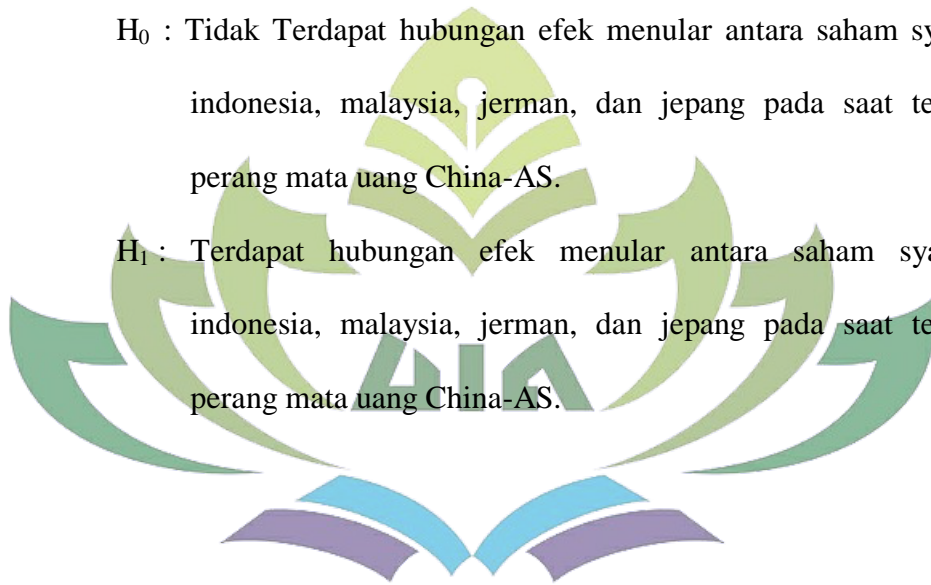 H₀ : Tidak Terdapat hubungan efek menular antara saham
indonesia, malaysia, jerman, dan jepang pada saat
perang mata uang China-AS.
H₁ : Terdapat hubungan efek menular antara saham
indonesia, malaysia, jerman, dan jepang pada saat
UIN
perang mata uang China-AS.